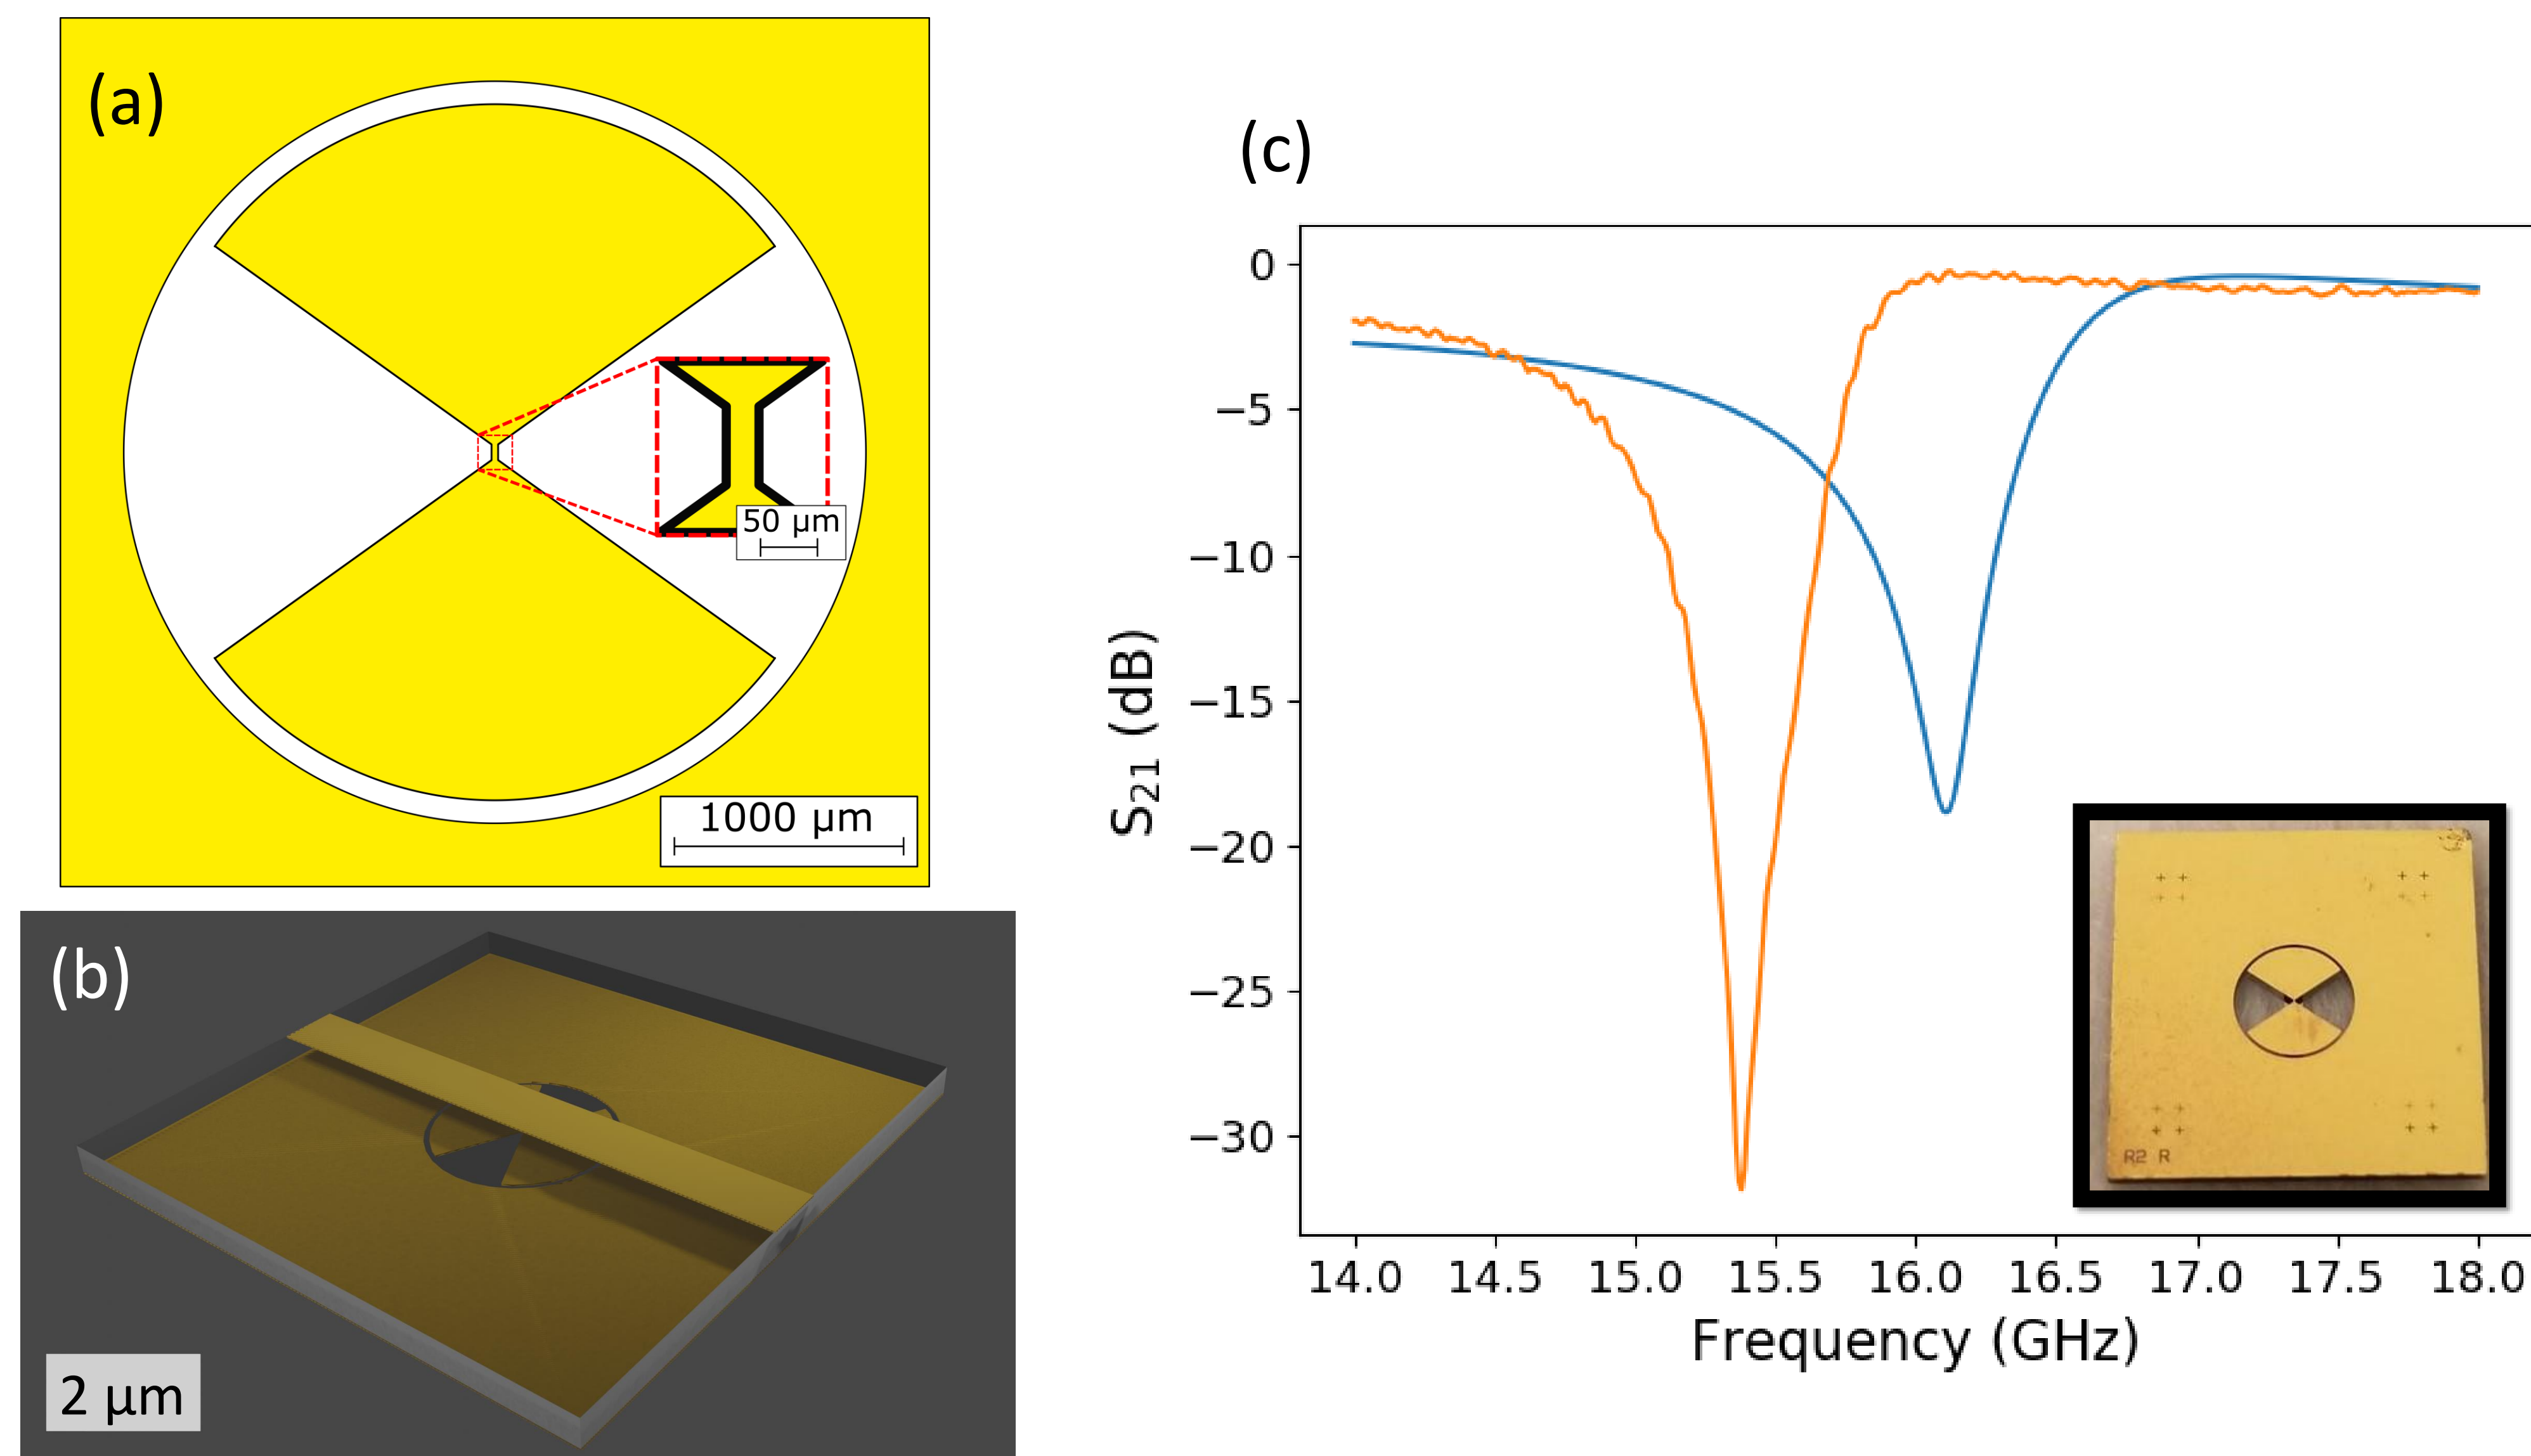 (a)
50 μm
1000 μm
(b)
2 μm
(c)
S21 (dB)
0
−5
−10
−15
−20
−25
−30
14.0 14.5 15.0 15.5 16.0 16.5 17.0 17.5 18.0
Frequency (GHz)
R2 R